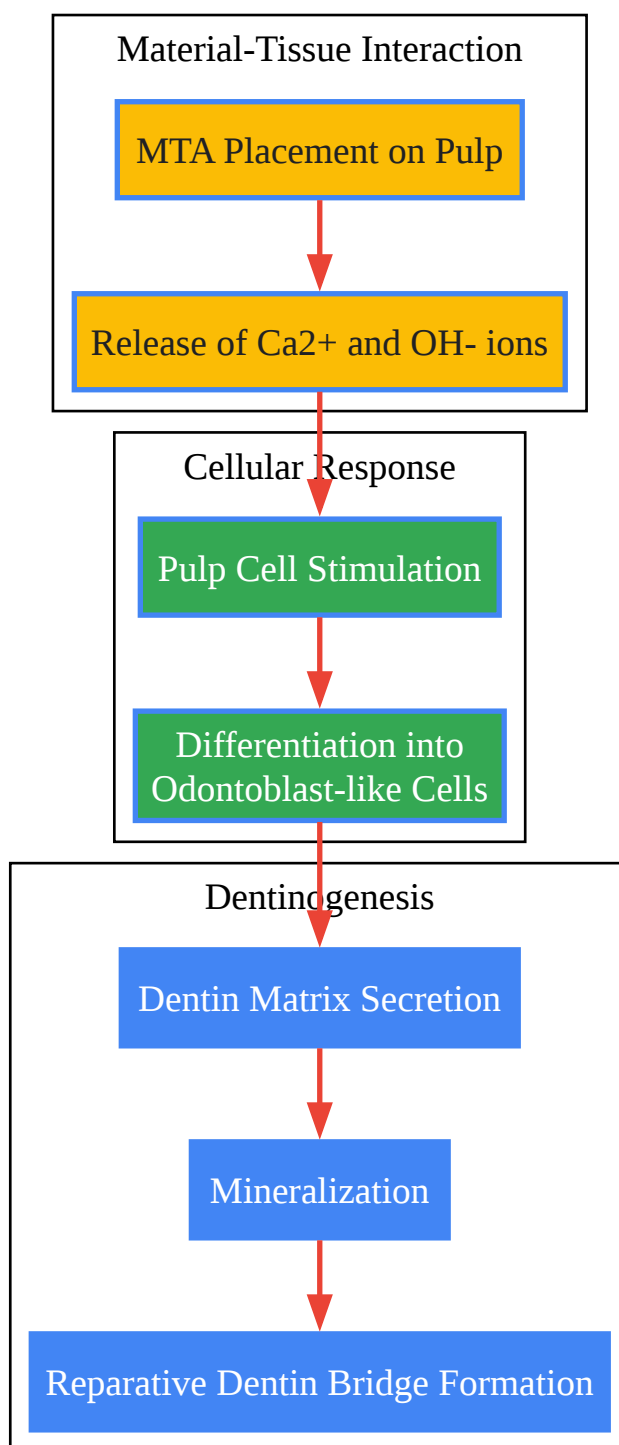 Material-Tissue Interaction
MTA Placement on Pulp
Release of Ca2+ and OH- ions
Cellular Response
Pulp Cell Stimulation
Differentiation into
Odontoblast-like Cells
Dentinogenesis
Dentin Matrix Secretion
Mineralization
Reparative Dentin Bridge Formation